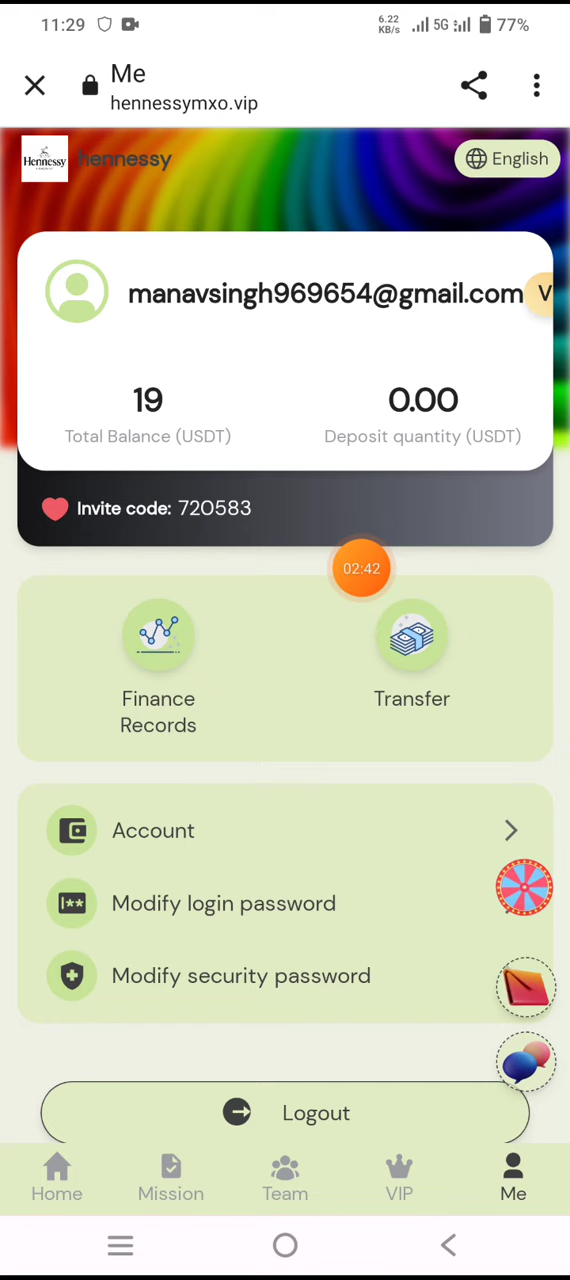 11:29
6.22 KB/s
5G
77%
Me
hennessymxo.vip
Hennessy
hennessy
English
manavsingh969654@gmail.com
V
19
0.00
Total Balance (USDT)
Deposit quantity (USDT)
Invite code: 720583
02:42
Finance
Records
Transfer
Account
Modify login password
Modify security password
Logout
Home
Mission
Team
VIP
Me